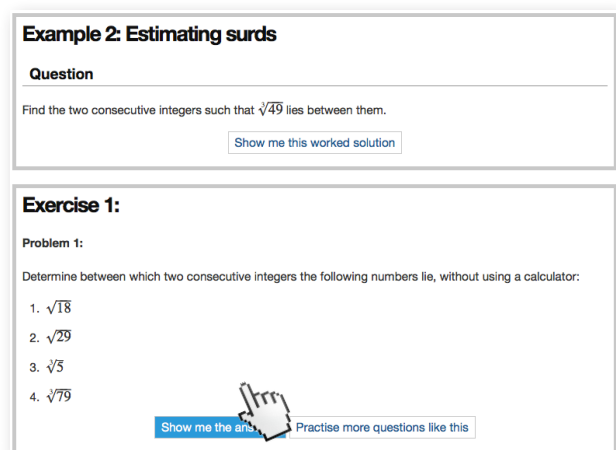 Example 2: Estimating surds
Question
Find the two consecutive integers such that ∛49 lies between them.
Show me this worked solution
Exercise 1:
Problem 1:
Determine between which two consecutive integers the following numbers lie, without using a calculator:
1. √18
2. √29
3. ∛5
4. ∛79
Show me the
Practise more questions like this